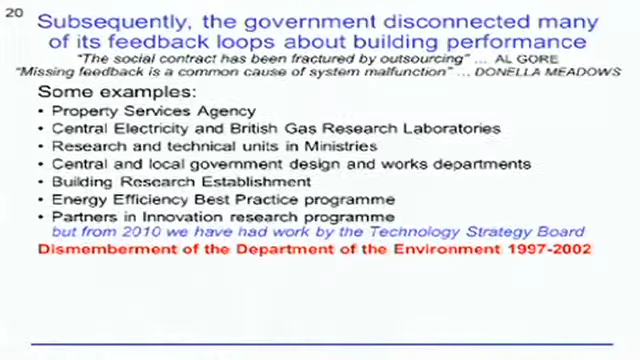 20
Subsequently, the government disconnected many
of its feedback loops about building performance
"The social contract has been fractured by outsourcing" ... AL GORE
"Missing feedback is a common cause of system malfunction" ... DONELLA MEADOWS
Some examples:
• Property Services Agency
• Central Electricity and British Gas Research Laboratories
• Research and technical units in Ministries
• Central and local government design and works departments
• Building Research Establishment
• Energy Efficiency Best Practice programme
• Partners in Innovation research programme
but from 2010 we have had work by the Technology Strategy Board
Dismemberment of the Department of the Environment 1997-2002